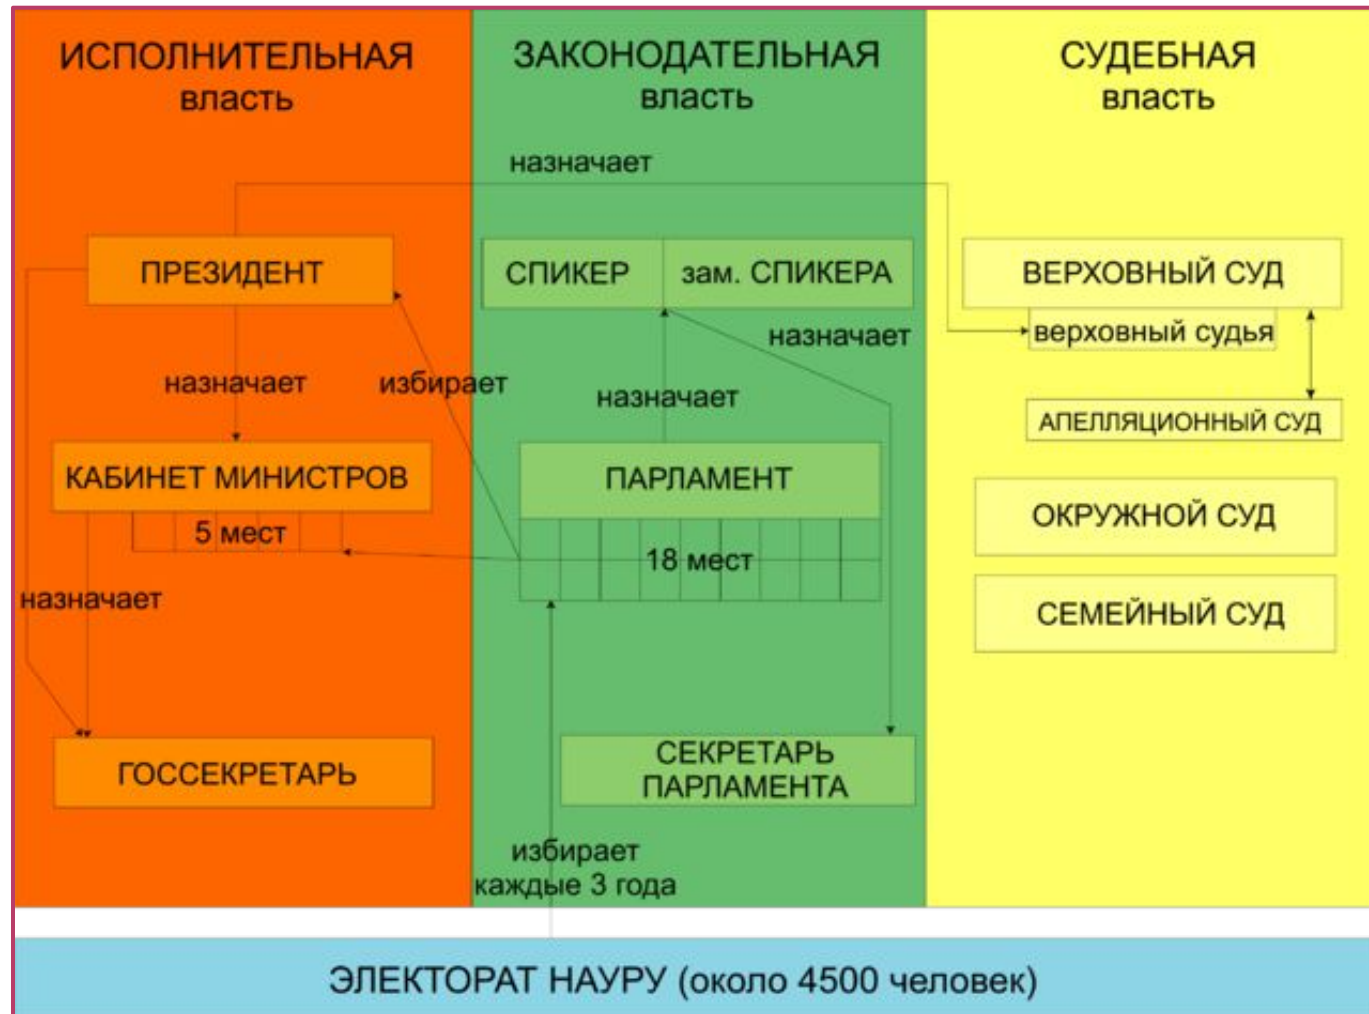 ИСПОЛНИТЕЛЬНАЯ
власть
ЗАКОНОДАТЕЛЬНАЯ
власть
СУДЕБНАЯ
власть
назначает
ПРЕЗИДЕНТ
СПИКЕР
зам. СПИКЕРА
ВЕРХОВНЫЙ СУД
верховный судья
назначает
назначает
избирает
назначает
АПЕЛЛЯЦИОННЫЙ СУД
КАБИНЕТ МИНИСТРОВ
5 мест
ПАРЛАМЕНТ
18 мест
ОКРУЖНОЙ СУД
СЕМЕЙНЫЙ СУД
назначает
ГОССЕКРЕТАРЬ
СЕКРЕТАРЬ
ПАРЛАМЕНТА
избирает
каждые 3 года
ЭЛЕКТОРАТ НАУРУ (около 4500 человек)